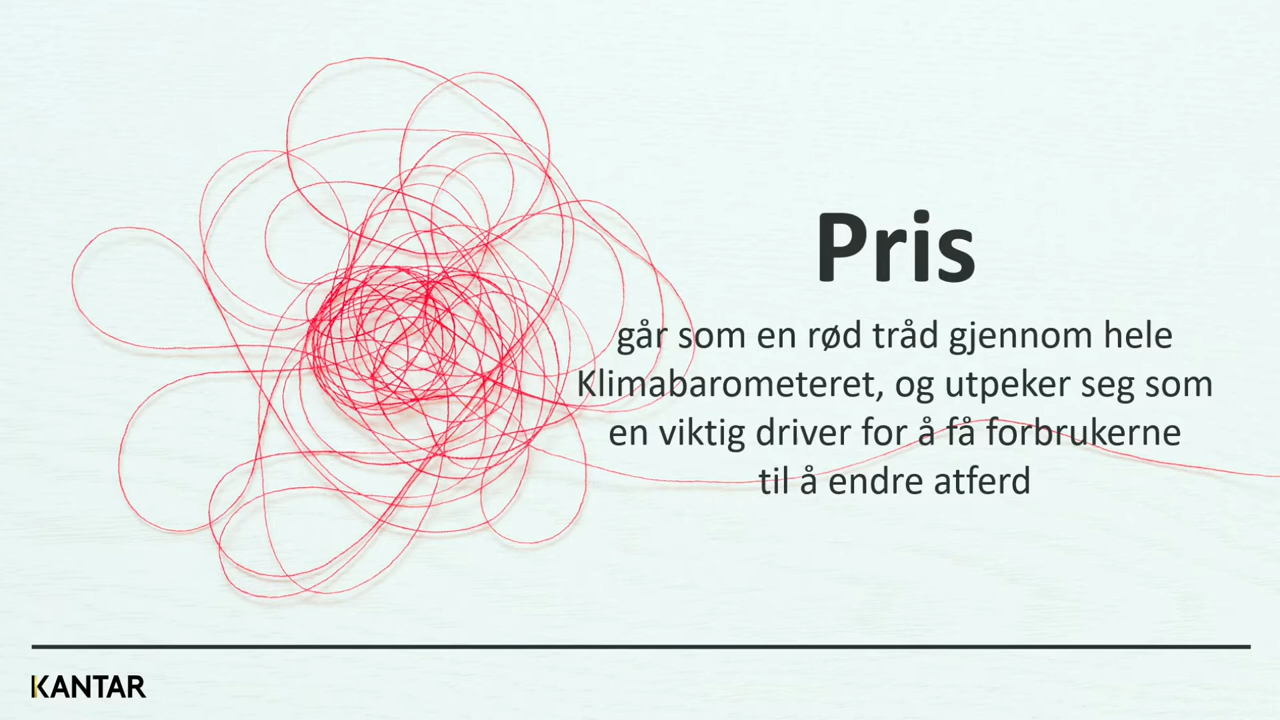 Pris
går som en rød tråd gjennom hele
Klimabarometeret, og utpeker seg som
en viktig driver for å få forbrukerne
til å endre atferd
KANTAR